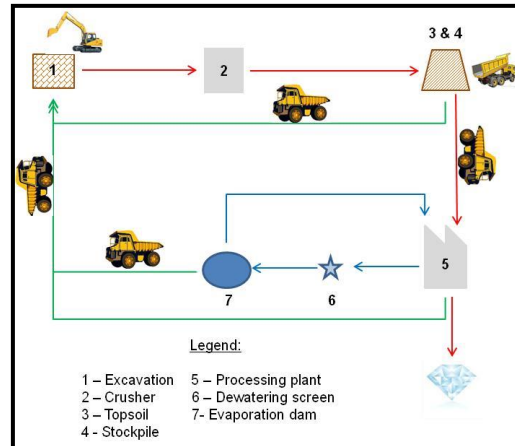 3 & 4
1
2
5
7
6
Legend:
1 – Excavation
2 – Crusher
3 – Topsoil
4 - Stockpile
5 – Processing plant
6 – Dewatering screen
7- Evaporation dam